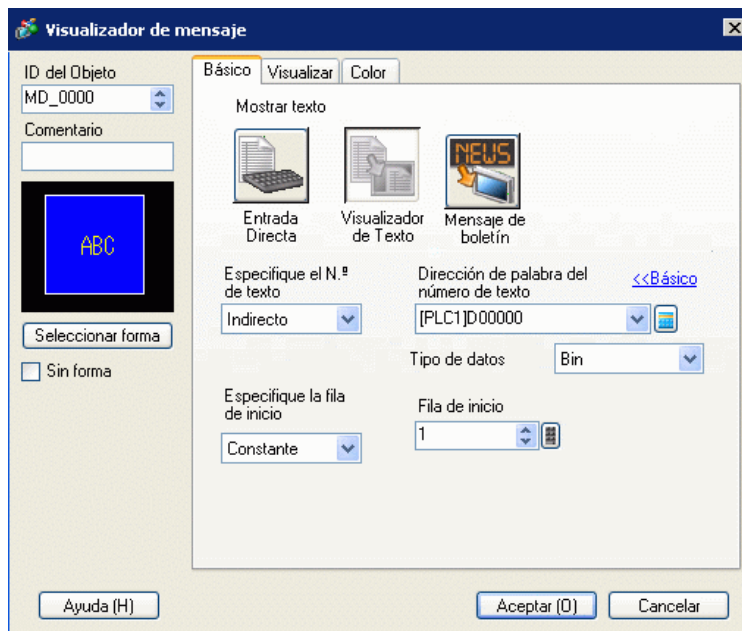 Visualizador de mensaje
ID del Objeto
MD_0000
Comentario
ABC
Seleccionar forma
Sin forma
Básico
Visualizar
Color
Mostrar texto
NEWS
Entrada
Directa
Visualizador
de Texto
Mensaje de
boletín
Especifique el N.º
de texto
Indirecto
Dirección de palabra del
número de texto
<<Básico
[PLC1]D00000
Tipo de datos
Bin
Especifique la fila
de inicio
Constante
Fila de inicio
1
Ayuda (H)
Aceptar (O)
Cancelar